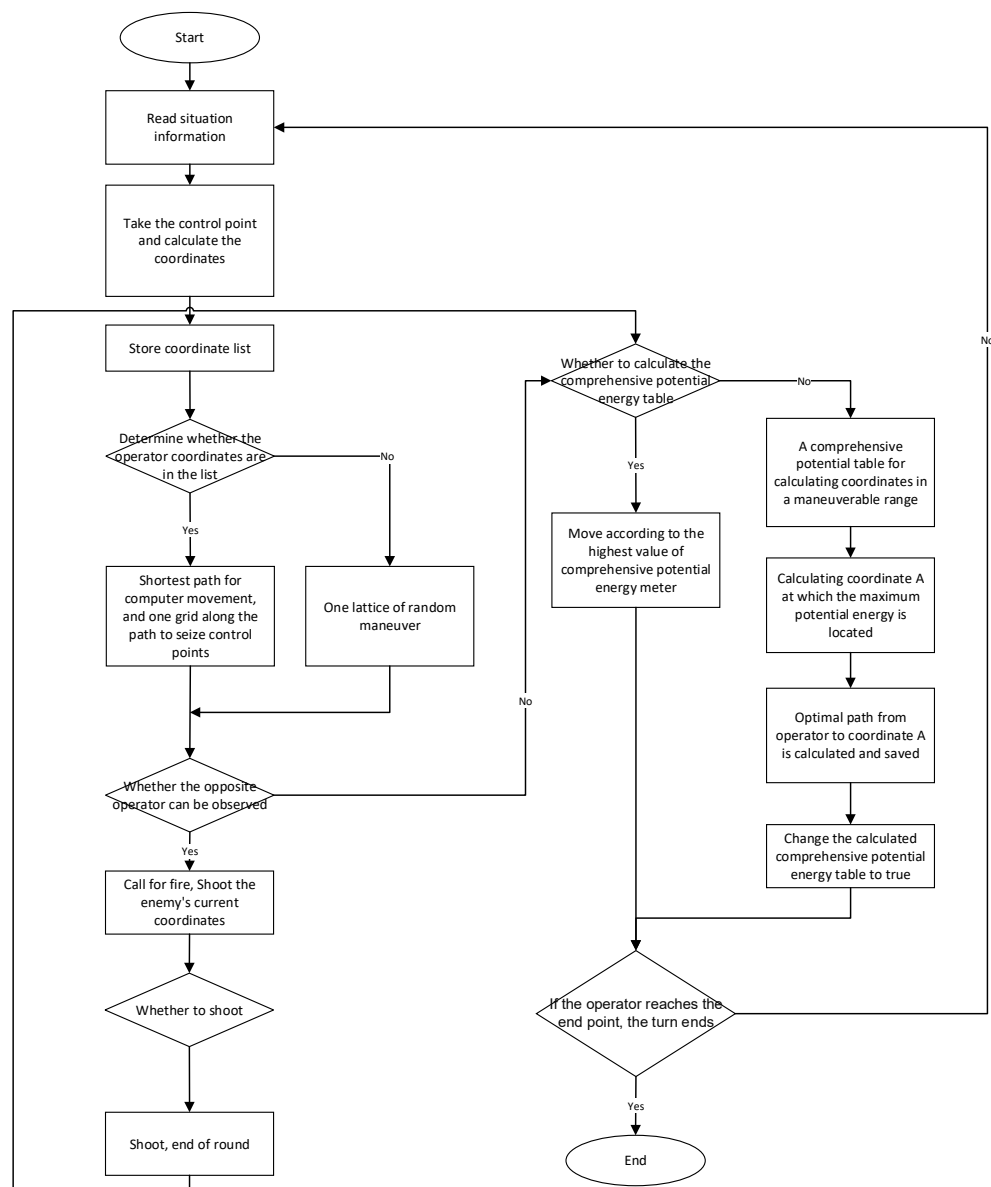 Start
Read situation
information
Take the control point
and calculate the
coordinates
Store coordinate list
Determine whether the
operator coordinates are
in the list
No
Yes
Shortest path for
computer movement,
and one grid along the
path to seize control
points
One lattice of random
maneuver
Whether the opposite
operator can be observed
No
Yes
Call for fire, Shoot the
enemy's current
coordinates
Whether to shoot
Shoot, end of round
Whether to calculate the
comprehensive potential
energy table
No
Yes
Move according to the
highest value of
comprehensive potential
energy meter
A comprehensive
potential table for
calculating coordinates in
a maneuverable range
Calculating coordinate A
at which the maximum
potential energy is
located
Optimal path from
operator to coordinate A
is calculated and saved
Change the calculated
comprehensive potential
energy table to true
If the operator reaches the
end point, the turn ends
No
Yes
End